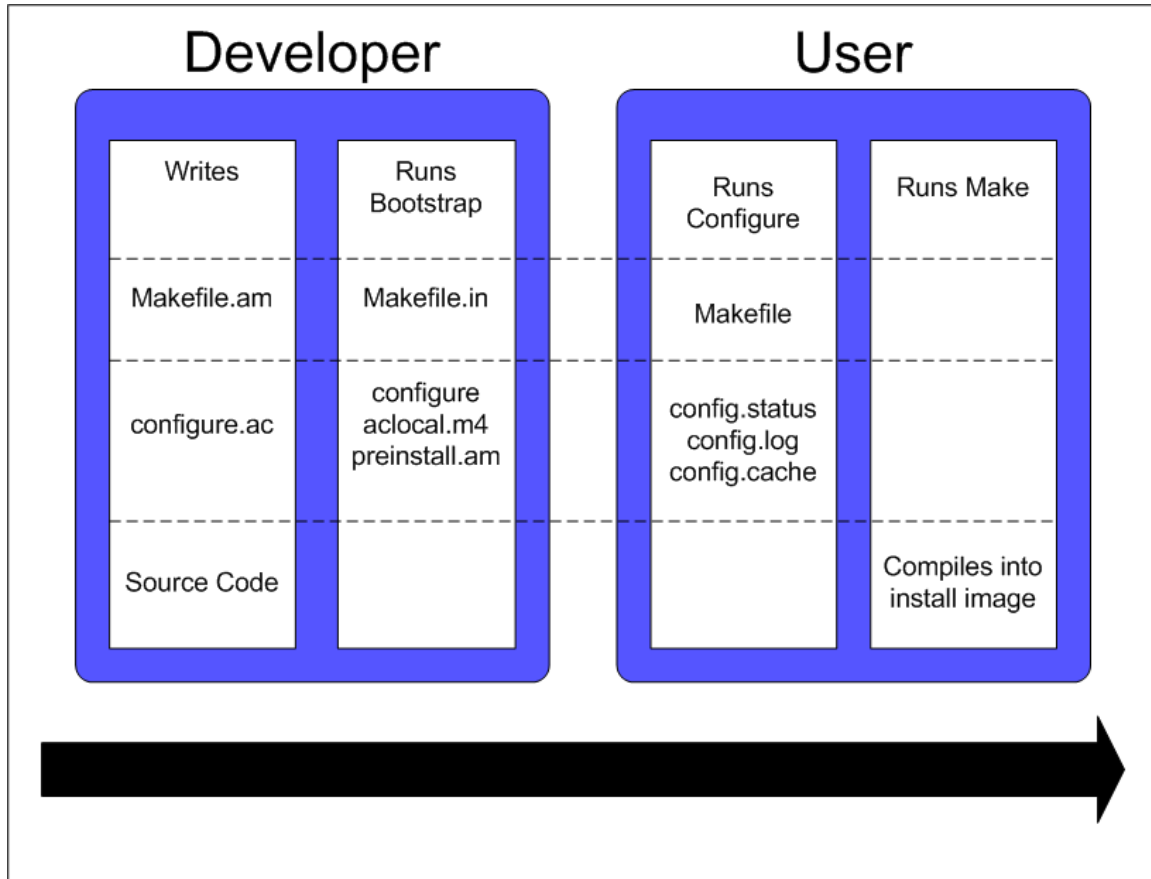 Developer
User
Writes
Runs
Bootstrap
Runs
Configure
Runs Make
Makefile.am
Makefile.in
Makefile
configure.ac
configure
aclocal.m4
preinstall.am
config.status
config.log
config.cache
Source Code
Compiles into
install image